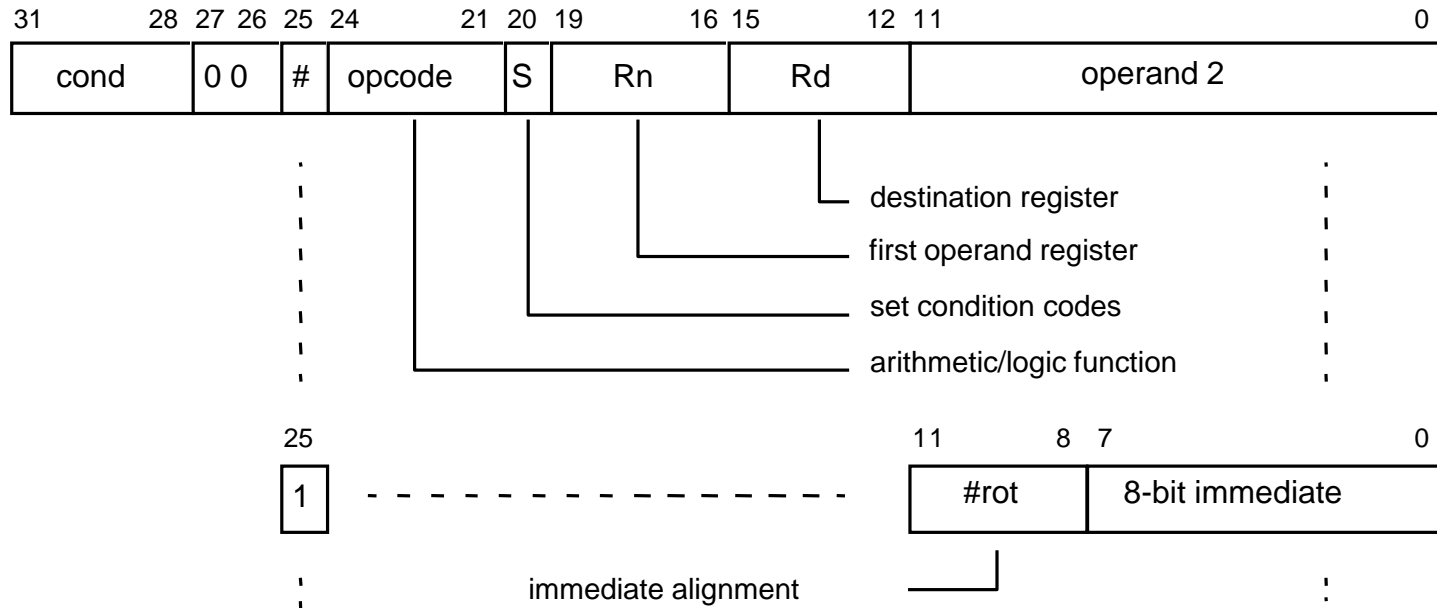 31 28 27 26 25 24 21 20 19 16 15 12 11 0
cond 0 0 # opcode S Rn Rd operand 2
destination register
first operand register
set condition codes
arithmetic/logic function
25 11 8 7 0
1 #rot 8-bit immediate
immediate alignment